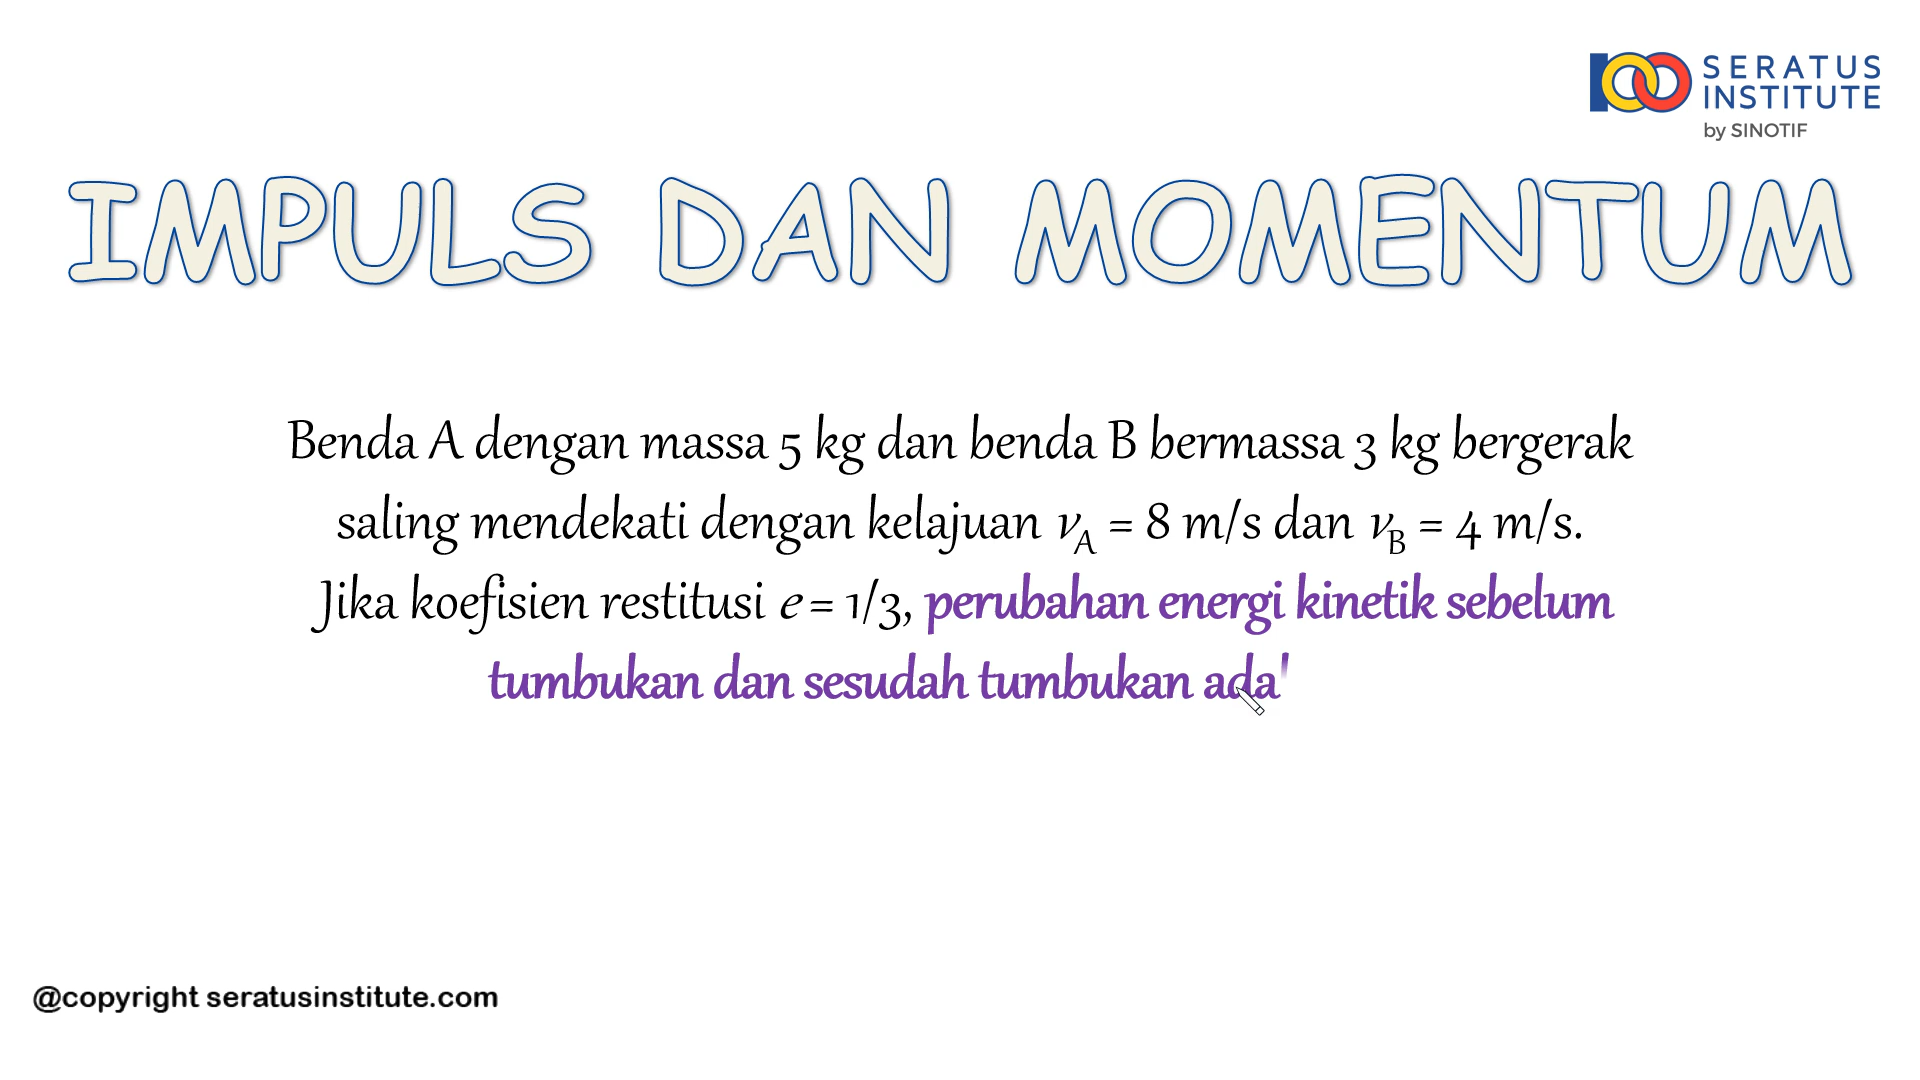 SERATUS
INSTITUTE
by SINOTIF
IMPULS DAN MOMENTUM
Benda A dengan massa 5 kg dan benda B bermassa 3 kg bergerak
saling mendekati dengan kelajuan vA = 8 m/s dan vB = 4 m/s.
Jika koefisien restitusi e = 1/3, perubahan energi kinetik sebelum
tumbukan dan sesudah tumbukan ada
@copyright seratusinstitute.com